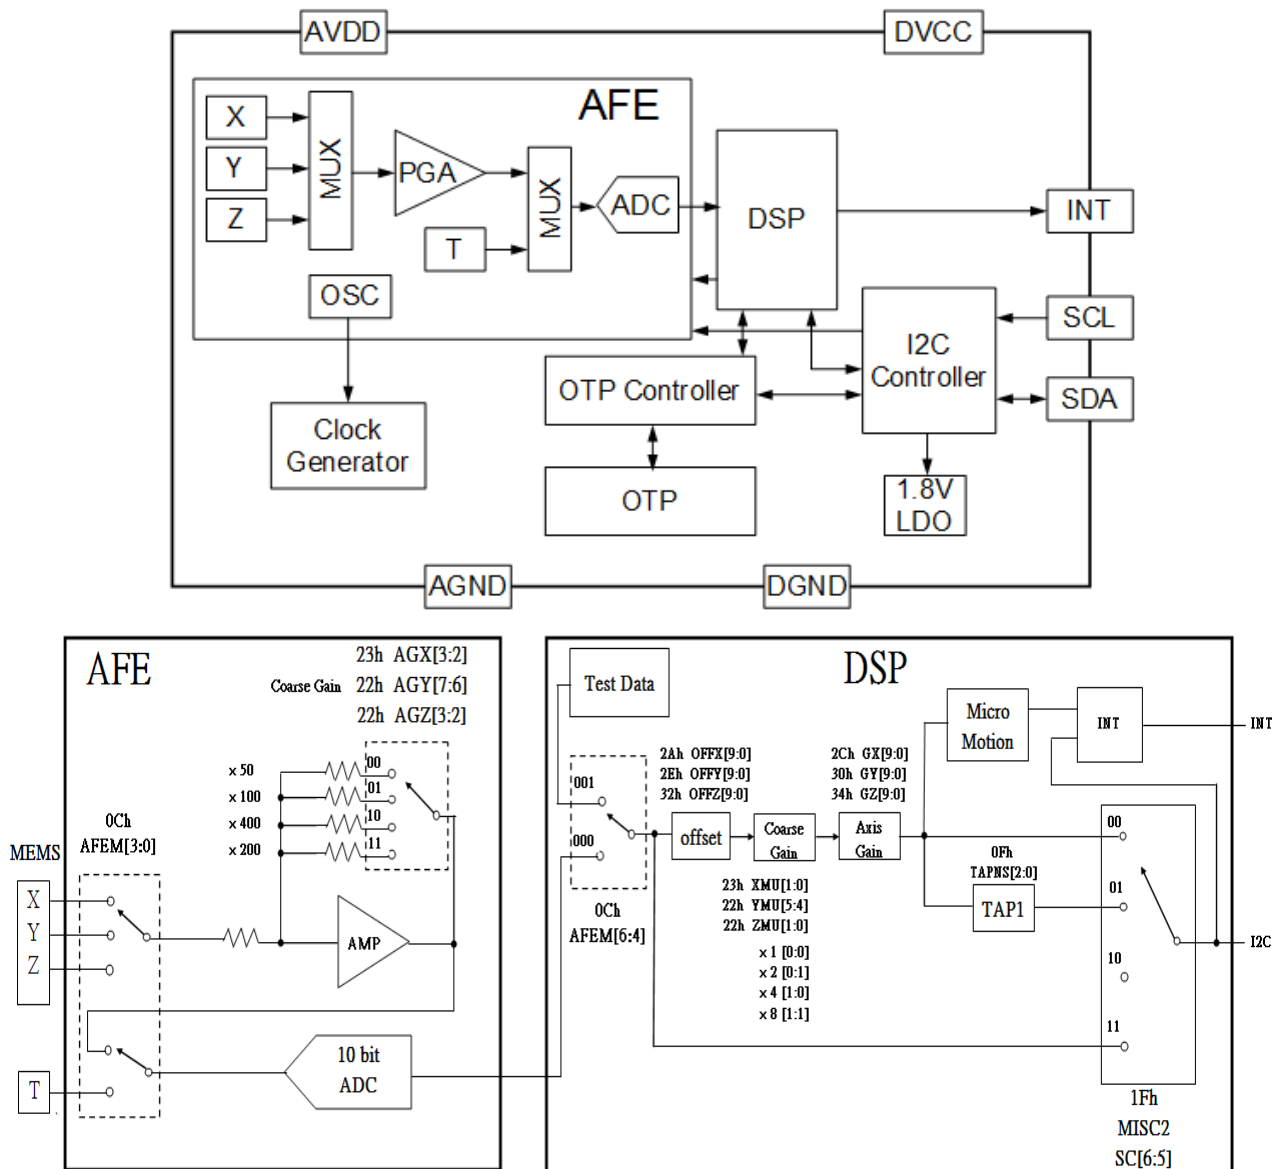 AVDD
DVCC
AFE
X
Y
Z
MUX
PGA
T
MUX
ADC
DSP
INT
OSC
SCL
I2C
Controller
SDA
OTP Controller
Clock
Generator
OTP
1.8V
LDO
AGND
DGND
AFE
23h AGX[3:2]
Coarse Gain 22h AGY[7:6]
22h AGZ[3:2]
x 50
x 100
x 400
x 200
00
01
10
11
0Ch
AFEM[3:0]
MEMS
X
Y
Z
AMP
T
10 bit
ADC
DSP
Test Data
001
000
0Ch
AFEM[6:4]
2Ah OFFX[9:0]
2Eh OFFY[9:0]
32h OFFZ[9:0]
offset
Coarse
Gain
23h XMU[1:0]
22h YMU[5:4]
22h ZMU[1:0]
x 1 [0:0]
x 2 [0:1]
x 4 [1:0]
x 8 [1:1]
2Ch GX[9:0]
30h GY[9:0]
34h GZ[9:0]
Axis
Gain
Micro
Motion
INT
INT
0Fh
TAPNS[2:0]
TAP1
00
01
10
11
I2C
1Fh
MISC2
SC[6:5]